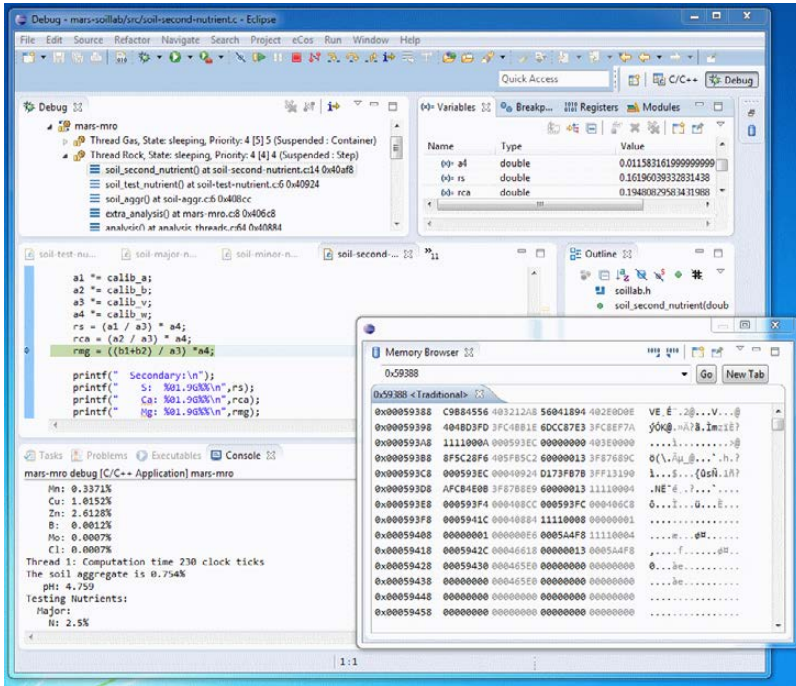 Debug - mars-soillab/src/soil-second-nutrient.c - Eclipse
File Edit Source Refactor Navigate Search Project eCos Run Window Help
Quick Access C/C++ Debug
Debug
mars-mro
Thread Gas, State: sleeping, Priority: 4 [5] 5 (Suspended : Container)
Thread Rock, State: sleeping, Priority: 4 [4] 4 (Suspended : Step)
soil_second_nutrient() at soil-second-nutrient.c:14 0x40af8
soil_test_nutrient() at soil-test-nutrient.c:6 0x40924
soil_aggr() at soil-aggr.c:6 0x408cc
extra_analysis() at mars-mro.c:8 0x406c8
analysis() at analysis_threads.c:64 0x40884
(x)= Variables Breakp... Registers Modules
Name Type Value
(x)= a4 double 0.011583161999999999
(x)= rs double 0.16196039332831438
(x)= rca double 0.19480829583431988
soil-test-nu... soil-major-n... soil-minor-n... soil-second-... »11
a1 *= calib_a;
a2 *= calib_b;
a3 *= calib_v;
a4 *= calib_w;
rs = (a1 / a3) * a4;
rca = (a2 / a3) * a4;
rmg = ((b1+b2) / a3) *a4;
printf("  Secondary:\n");
printf("    S:  %01.9G%%\n",rs);
printf("    Ca: %01.9G%%\n",rca);
printf("    Mg: %01.9G%%\n",rmg);
Outline
soillab.h
soil_second_nutrient(doub
Tasks Problems Executables Console
mars-mro debug [C/C++ Application] mars-mro
Mn: 0.3371%
Cu: 1.0152%
Zn: 2.6128%
B: 0.0012%
Mo: 0.0007%
Cl: 0.0007%
Thread 1: Computation time 230 clock ticks
The soil aggregate is 0.754%
pH: 4.759
Testing Nutrients:
Major:
N: 2.5%
Memory Browser
0x59388 Go New Tab
0x59388 <Traditional>
0x00059388 C9B84556 403212A8 56041894 402E0D0E
0x00059398 404BD3FD 3FC4BB1E 6DCC87E3 3FC8EF7A
0x000593A8 1111000A 000593EC 00000000 403E0000
0x000593B8 8F5C28F6 405FB5C2 60000013 3F87689C
0x000593C8 000593EC 00040924 D173FB7B 3FF13190
0x000593D8 AFCB4E0B 3F87B8E9 60000013 11110004
0x000593E8 000593F4 000408CC 000593FC 000406C8
0x000593F8 0005941C 00040884 11110008 00000001
0x00059408 00000001 000000E6 0005A4F8 11110004
0x00059418 0005942C 00046618 00000013 0005A4F8
0x00059428 00059430 000465E0 00000000 00000000
0x00059438 00000000 000465E0 00000000 00000000
0x00059448 00000000 00000000 00000000 00000000
0x00059458 00000000 00000000 00000000 00000000
1:1